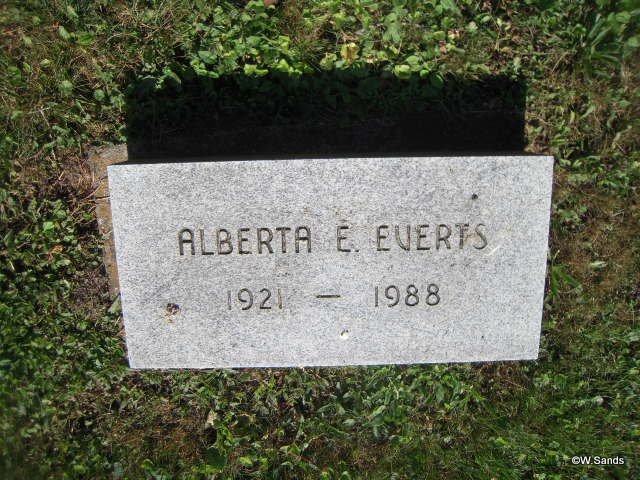 ALBERTA E. EVERTS
1921 — 1988
©W.Sands